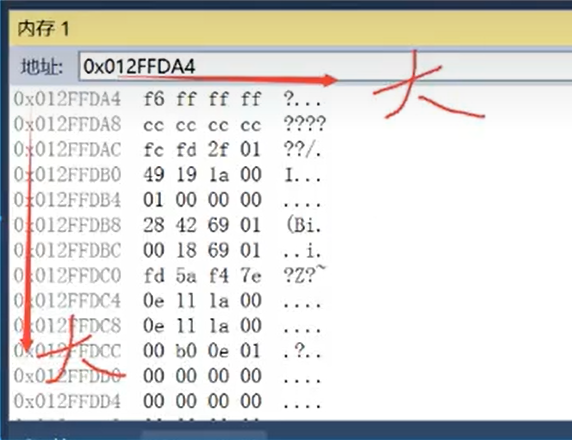 内存 1
地址: 0x012FFDA4
大
0x012FFDA4 f6 ff ff ff ?...
0x012FFDA8 cc cc cc cc ????
0x012FFDAC fc fd 2f 01 ??/.
0x012FFDB0 49 19 1a 00 I...
0x012FFDB4 01 00 00 00 ....
0x012FFDB8 28 42 69 01 (Bi.
0x012FFDBC 00 18 69 01 ..i.
0x012FFDC0 fd 5a f4 7e ?Z?~
0x012FFDC4 0e 11 1a 00 ....
0x012FFDC8 0e 11 1a 00 ....
0x012FFDCC 00 b0 0e 01 .?..
大
0x012FFDD0 00 00 00 00 ....
0x012FFDD4 00 00 00 00 ....